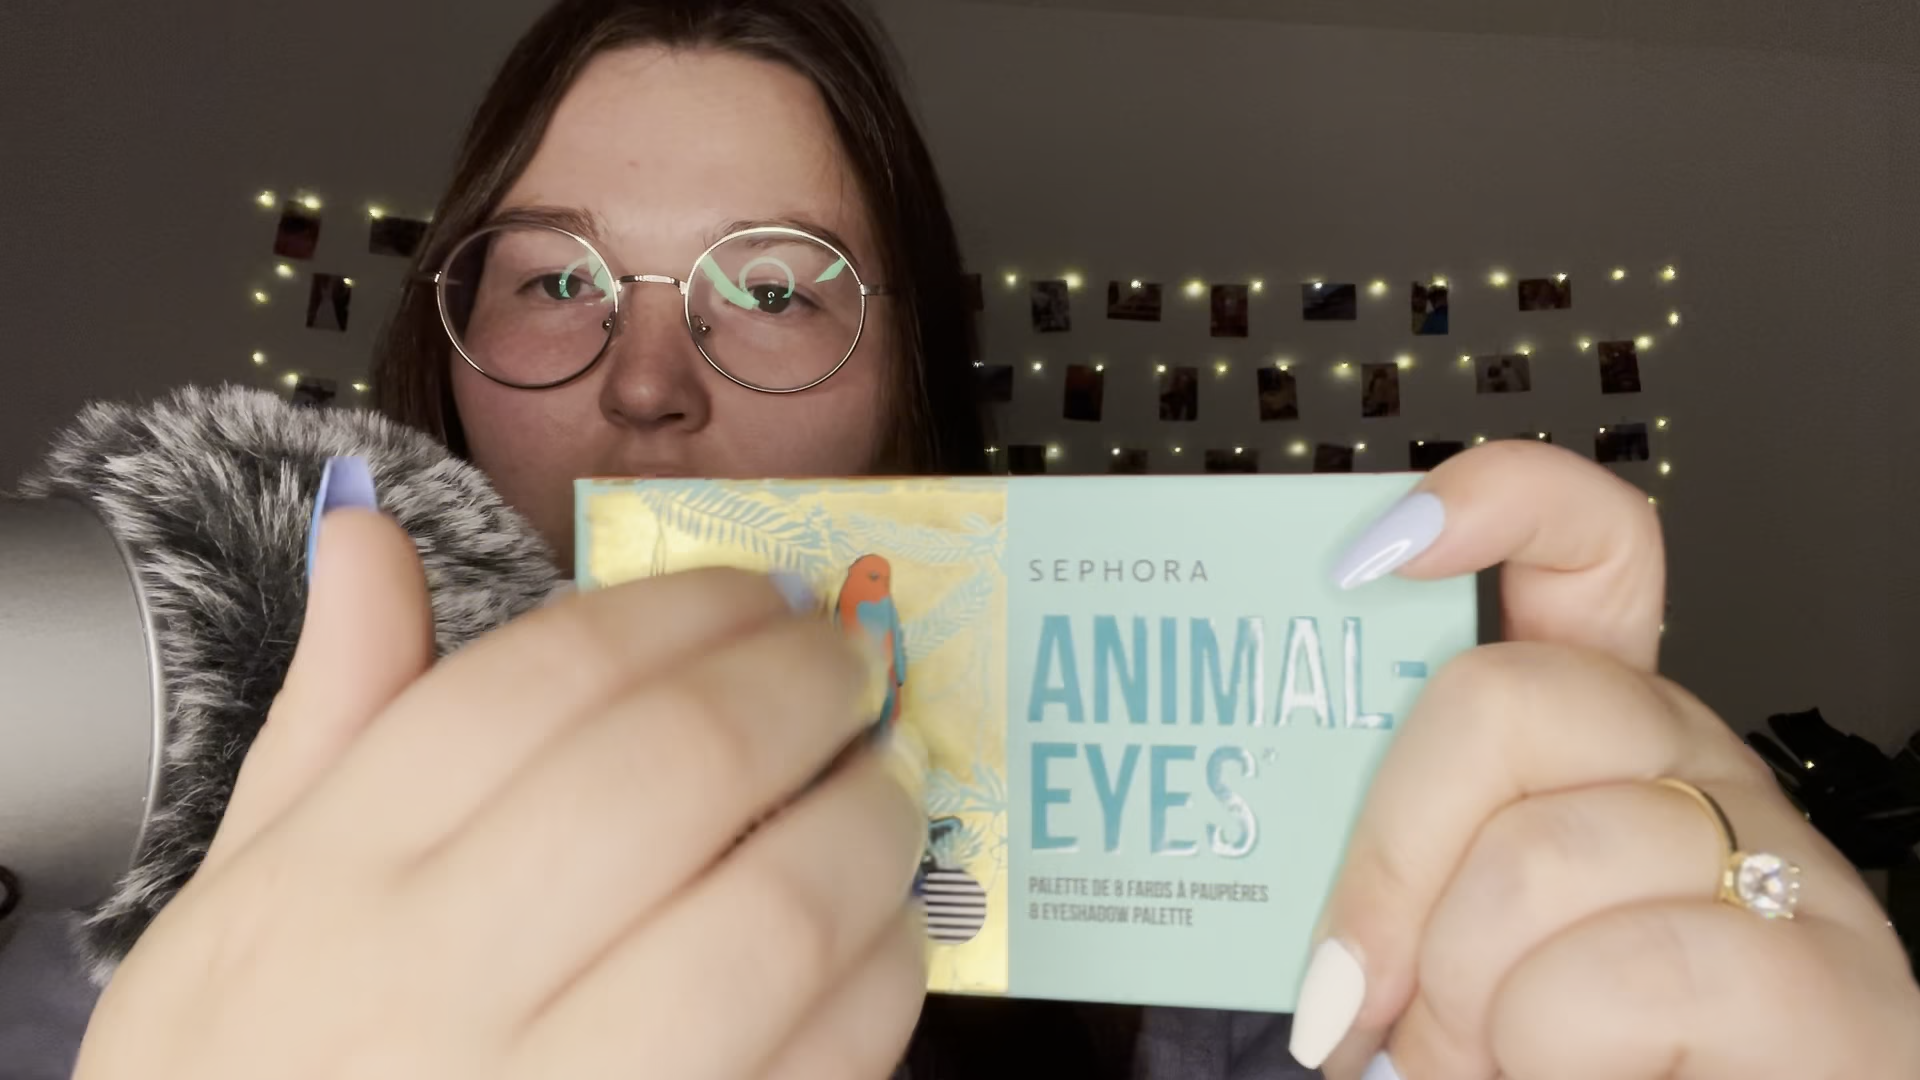 SEPHORA
ANIMAL-
EYES
PALETTE DE 8 FARDS À PAUPIÈRES
8 EYESHADOW PALETTE